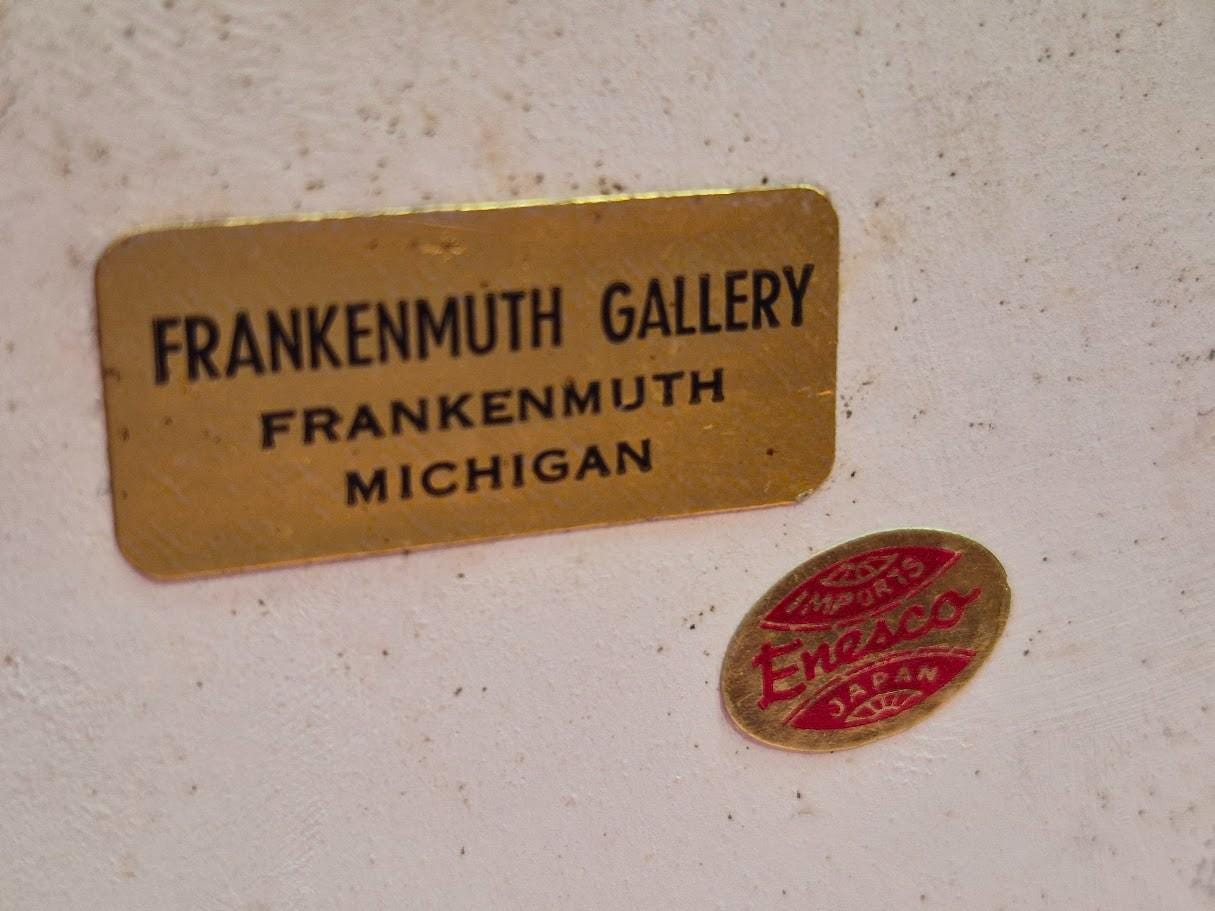 FRANKENMUTH GALLERY
FRANKENMUTH
MICHIGAN
IMPORTS
Enesco
JAPAN